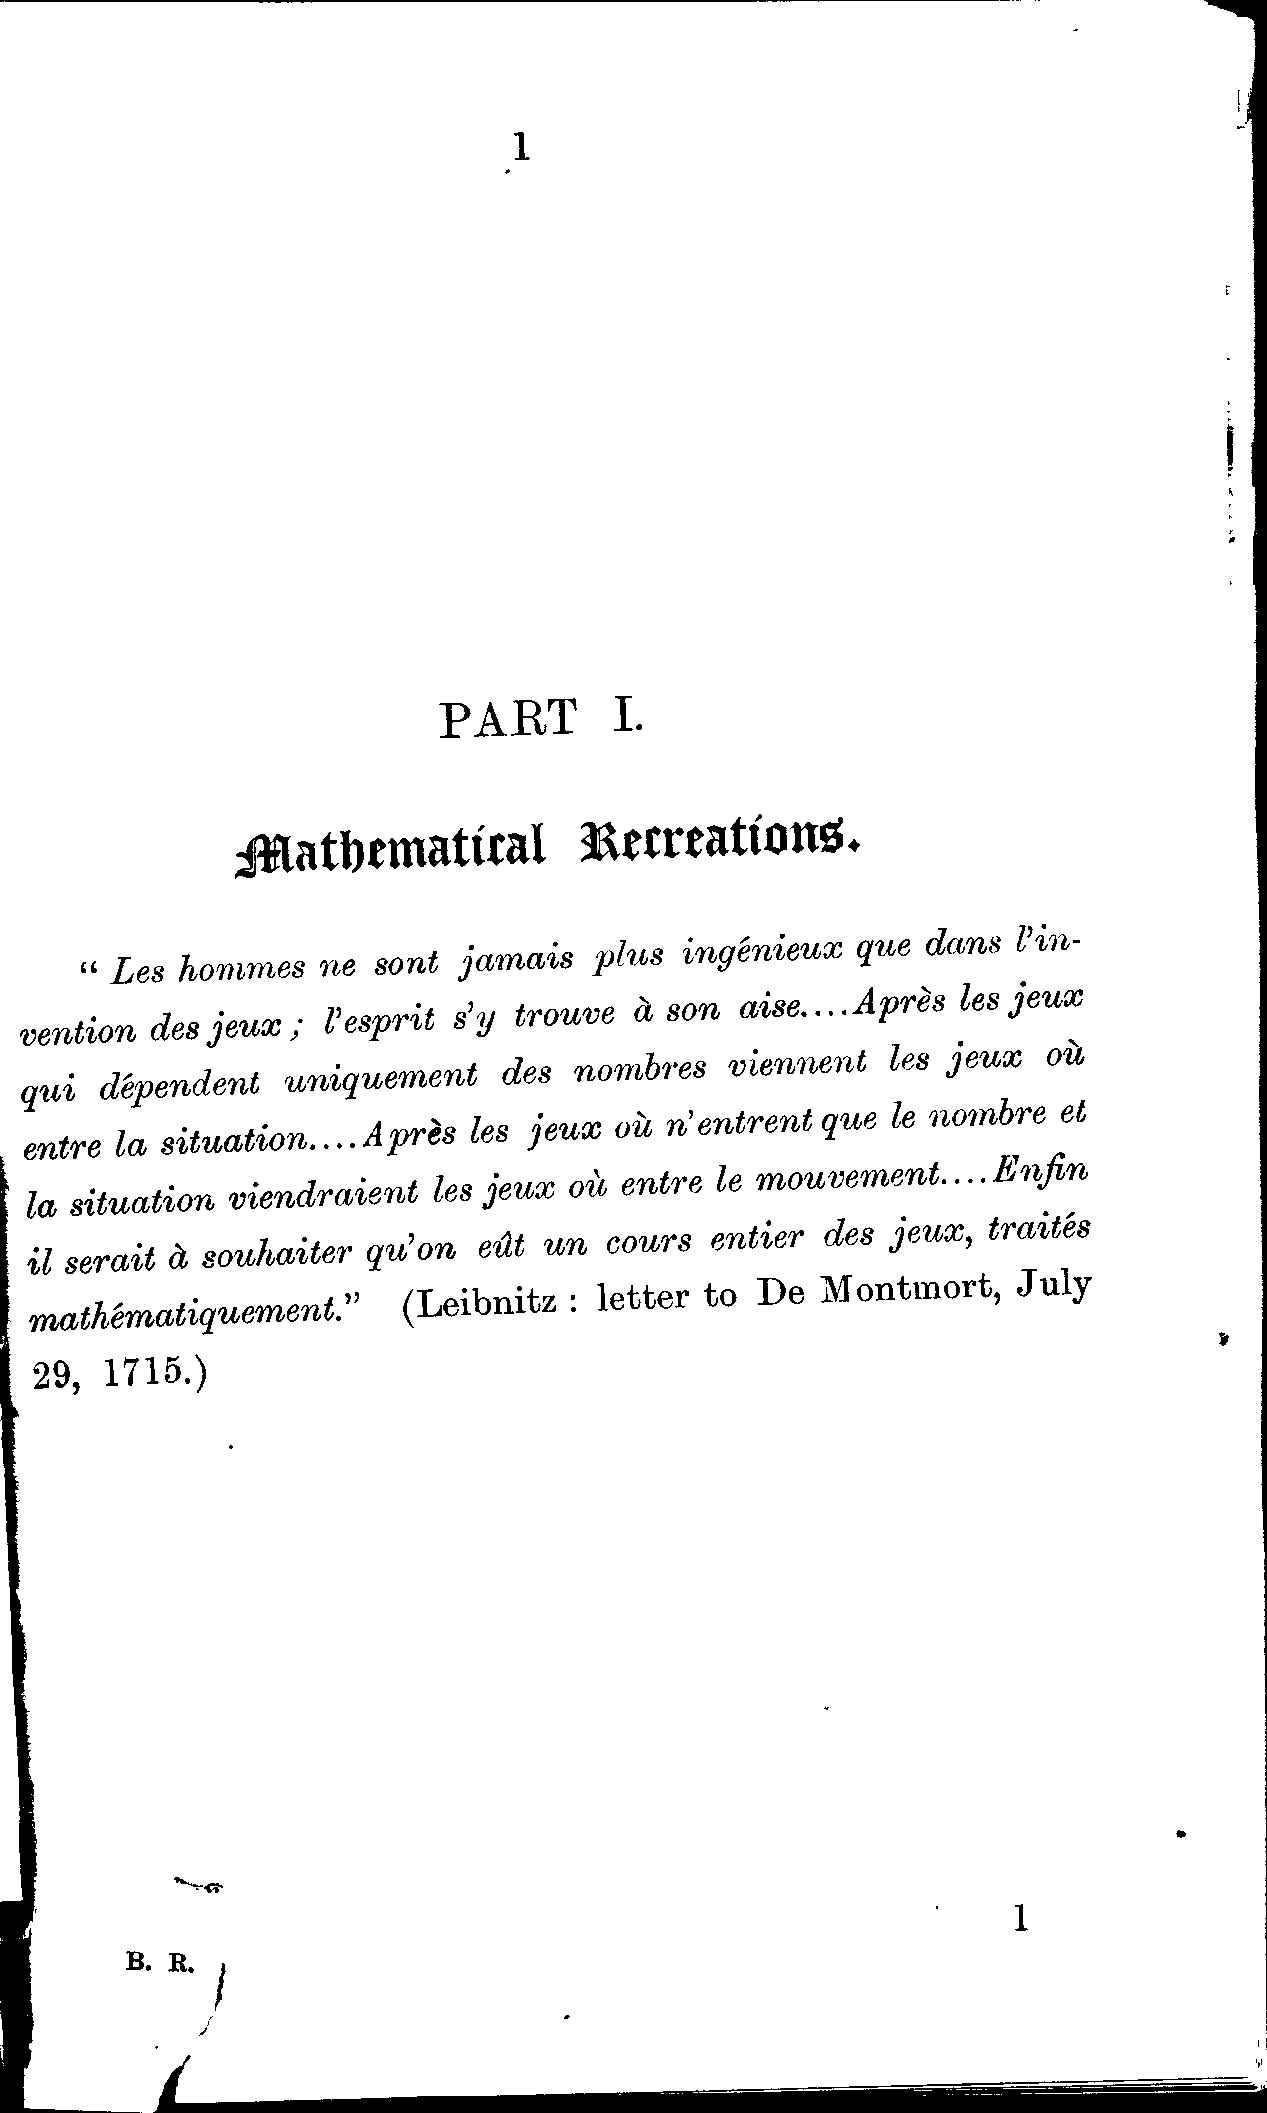 1
PART I.
Mathematical Recreations.
“ Les hommes ne sont jamais plus ingénieux que dans l’in-
vention des jeux ; l’esprit s’y trouve à son aise....Après les jeux
qui dépendent uniquement des nombres viennent les jeux où
entre la situation....Après les jeux où n’entrent que le nombre et
la situation viendraient les jeux où entre le mouvement....Enfin
il serait à souhaiter qu’on eût un cours entier des jeux, traités
mathématiquement.” (Leibnitz : letter to De Montmort, July
29, 1715.)
B. R.
1